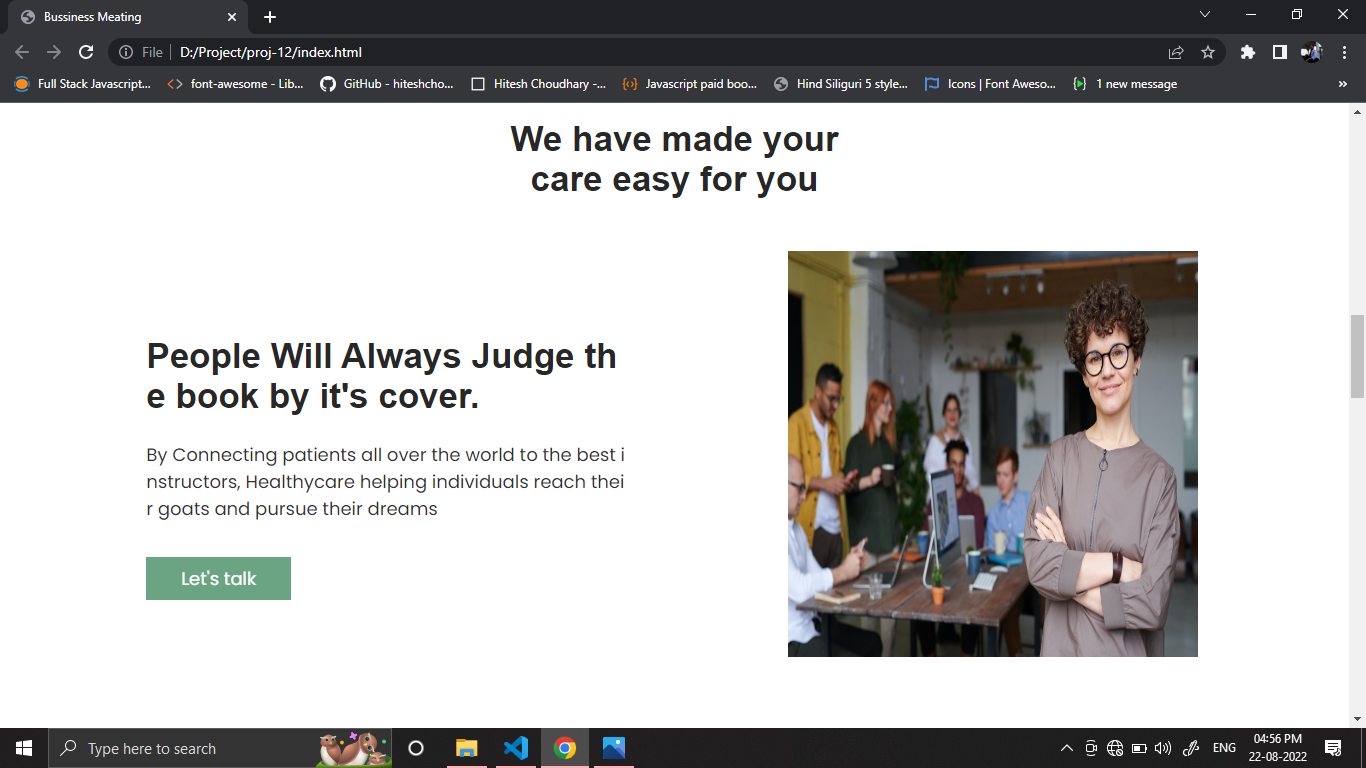 Bussiness Meating
File
D:/Project/proj-12/index.html
Full Stack Javascript...
font-awesome - Lib...
GitHub - hiteshcho...
Hitesh Choudhary -...
Javascript paid boo...
Hind Siliguri 5 style...
Icons | Font Aweso...
1 new message
»
We have made your
care easy for you
People Will Always Judge th
e book by it's cover.
By Connecting patients all over the world to the best i
nstructors, Healthycare helping individuals reach thei
r goats and pursue their dreams
Let's talk
Type here to search
ENG
04:56 PM
22-08-2022